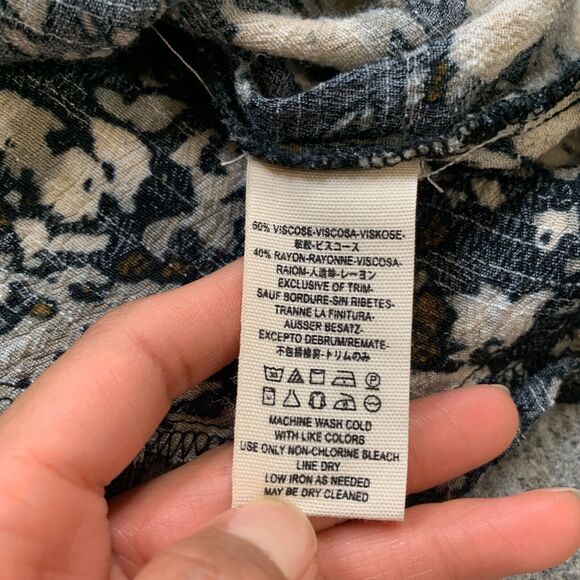 60% VISCOSE-VISCOSA-VISKOSE-
粘胶-ビスコース
40% RAYON-RAYONNE-VISCOSA-
RAIOM-人造絲-レーヨン
EXCLUSIVE OF TRIM-
SAUF BORDURE-SIN RIBETES-
TRANNE LA FINITURA-
AUSSER BESATZ-
EXCEPTO DEBRUM/REMATE-
不包括縁飾-トリムのみ
MACHINE WASH COLD
WITH LIKE COLORS
USE ONLY NON-CHLORINE BLEACH
LINE DRY
LOW IRON AS NEEDED
MAY BE DRY CLEANED